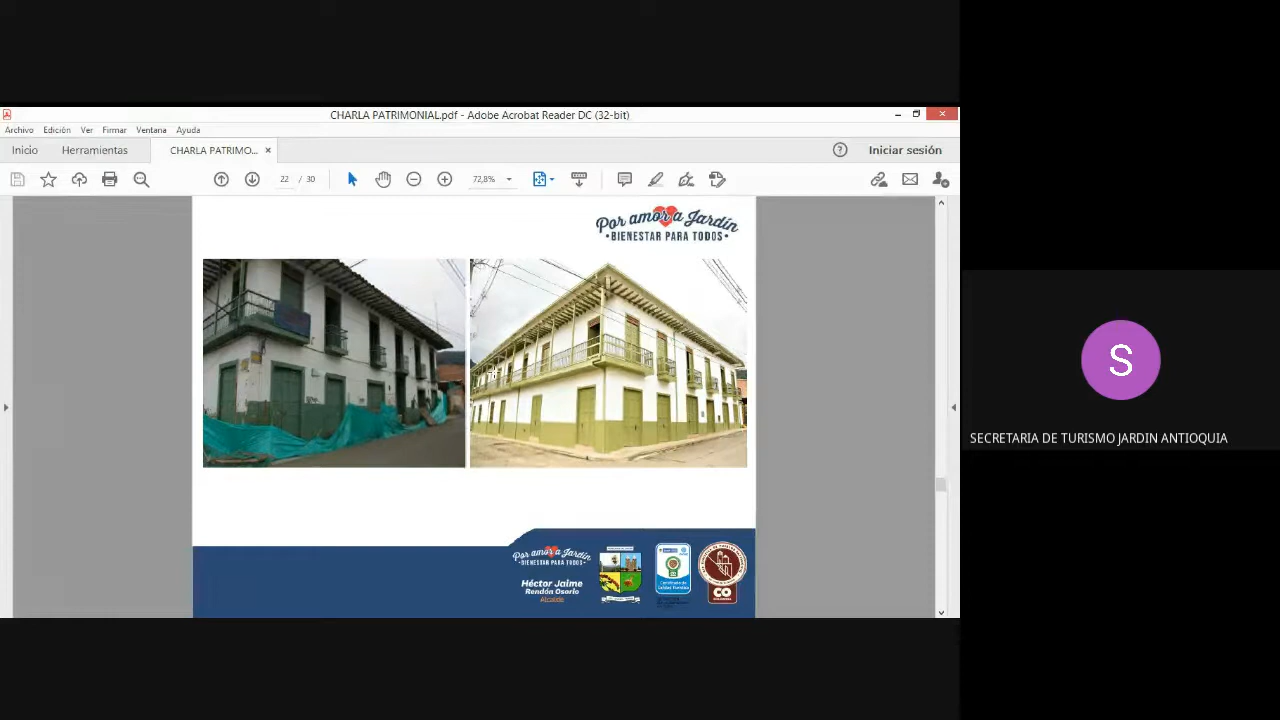 CHARLA PATRIMONIAL.pdf - Adobe Acrobat Reader DC (32-bit)
Archivo Edición Ver Firmar Ventana Ayuda
Inicio Herramientas CHARLA PATRIMO... × Iniciar sesión
22 / 30 72,8%
Por amor a Jardín
•BIENESTAR PARA TODOS•
S
SECRETARIA DE TURISMO JARDIN ANTIOQUIA
Por amor a Jardín
•BIENESTAR PARA TODOS•
Héctor Jaime
Rendón Osorio
Alcalde
CO